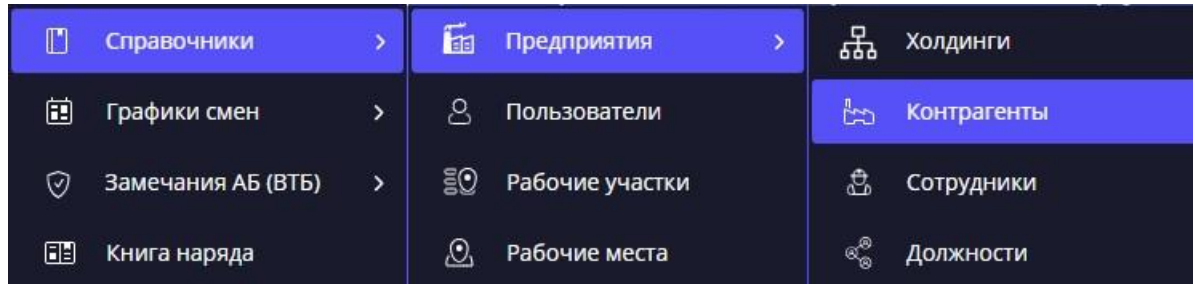 Справочники
Графики смен
Замечания АБ (ВТБ)
Книга наряда
Предприятия
Пользователи
Рабочие участки
Рабочие места
Холдинги
Контрагенты
Сотрудники
Должности